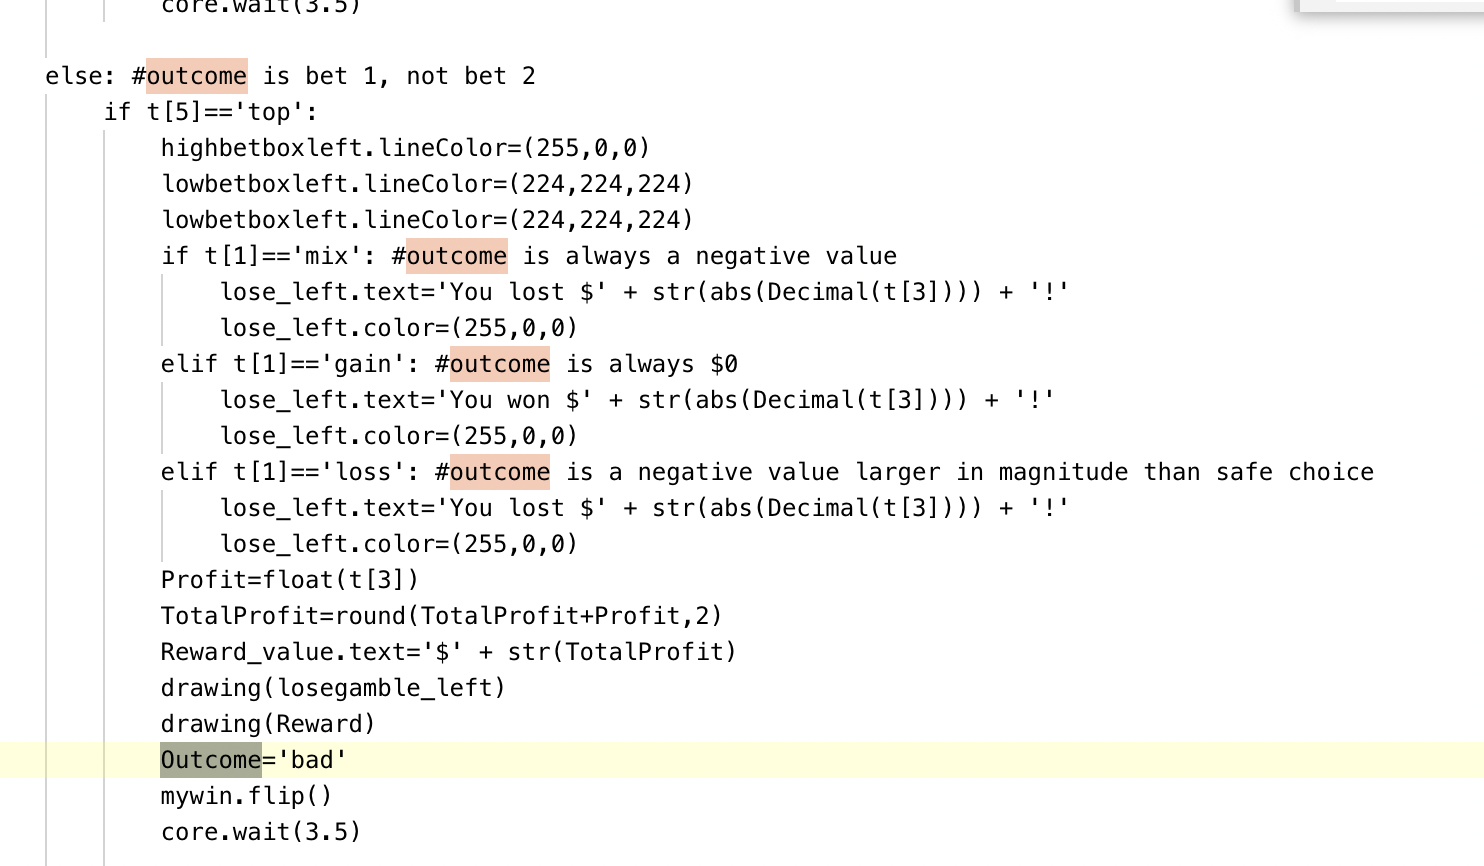 core.wait(3.5)
else: #outcome is bet 1, not bet 2
if t[5]=='top':
highbetboxleft.lineColor=(255,0,0)
lowbetboxleft.lineColor=(224,224,224)
lowbetboxleft.lineColor=(224,224,224)
if t[1]=='mix': #outcome is always a negative value
lose_left.text='You lost $' + str(abs(Decimal(t[3]))) + '!'
lose_left.color=(255,0,0)
elif t[1]=='gain': #outcome is always $0
lose_left.text='You won $' + str(abs(Decimal(t[3]))) + '!'
lose_left.color=(255,0,0)
elif t[1]=='loss': #outcome is a negative value larger in magnitude than safe choice
lose_left.text='You lost $' + str(abs(Decimal(t[3]))) + '!'
lose_left.color=(255,0,0)
Profit=float(t[3])
TotalProfit=round(TotalProfit+Profit,2)
Reward_value.text='$' + str(TotalProfit)
drawing(losegamble_left)
drawing(Reward)
Outcome='bad'
mywin.flip()
core.wait(3.5)